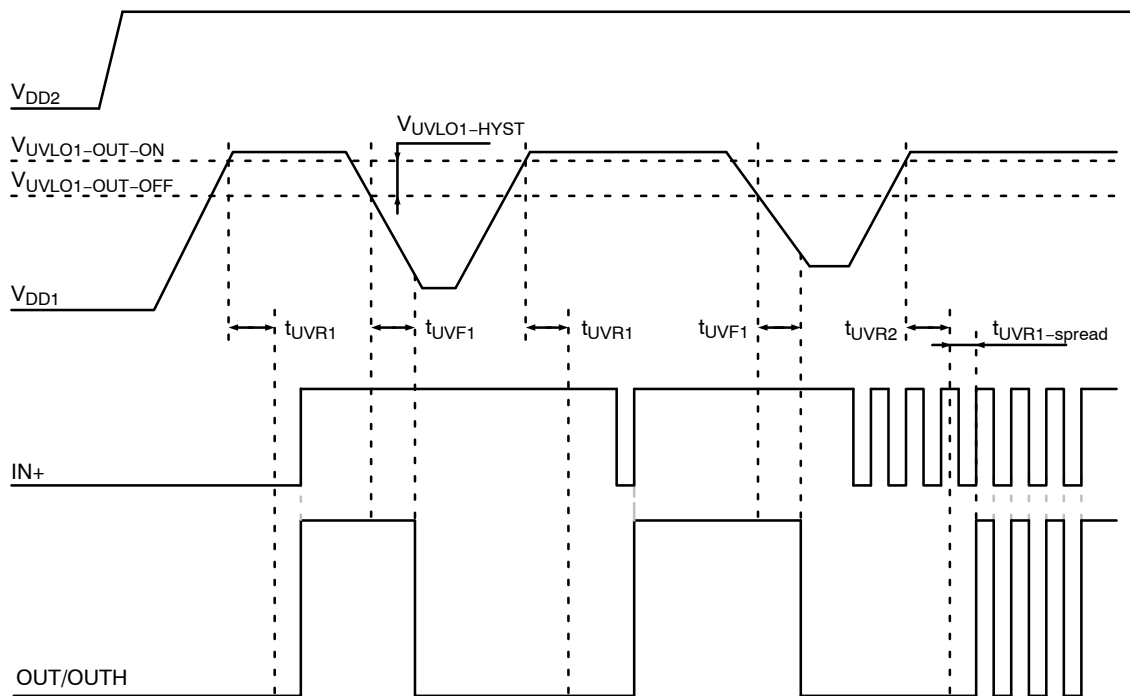 VDD2
VUVLO1−HYST
VUVLO1−OUT−ON
VUVLO1−OUT−OFF
VDD1
tUVR1
tUVF1
tUVR1
tUVF1
tUVR2
tUVR1−spread
IN+
OUT/OUTH